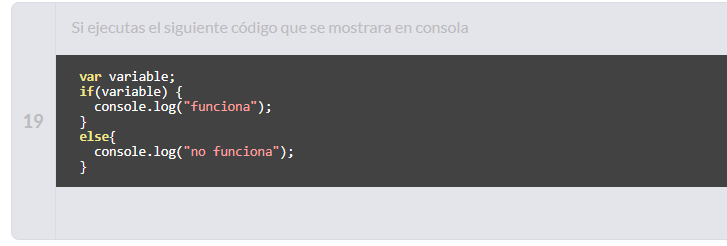 Si ejecutas el siguiente código que se mostrara en consola
var variable;
if(variable) {
  console.log("funciona");
}
19
else{
  console.log("no funciona");
}